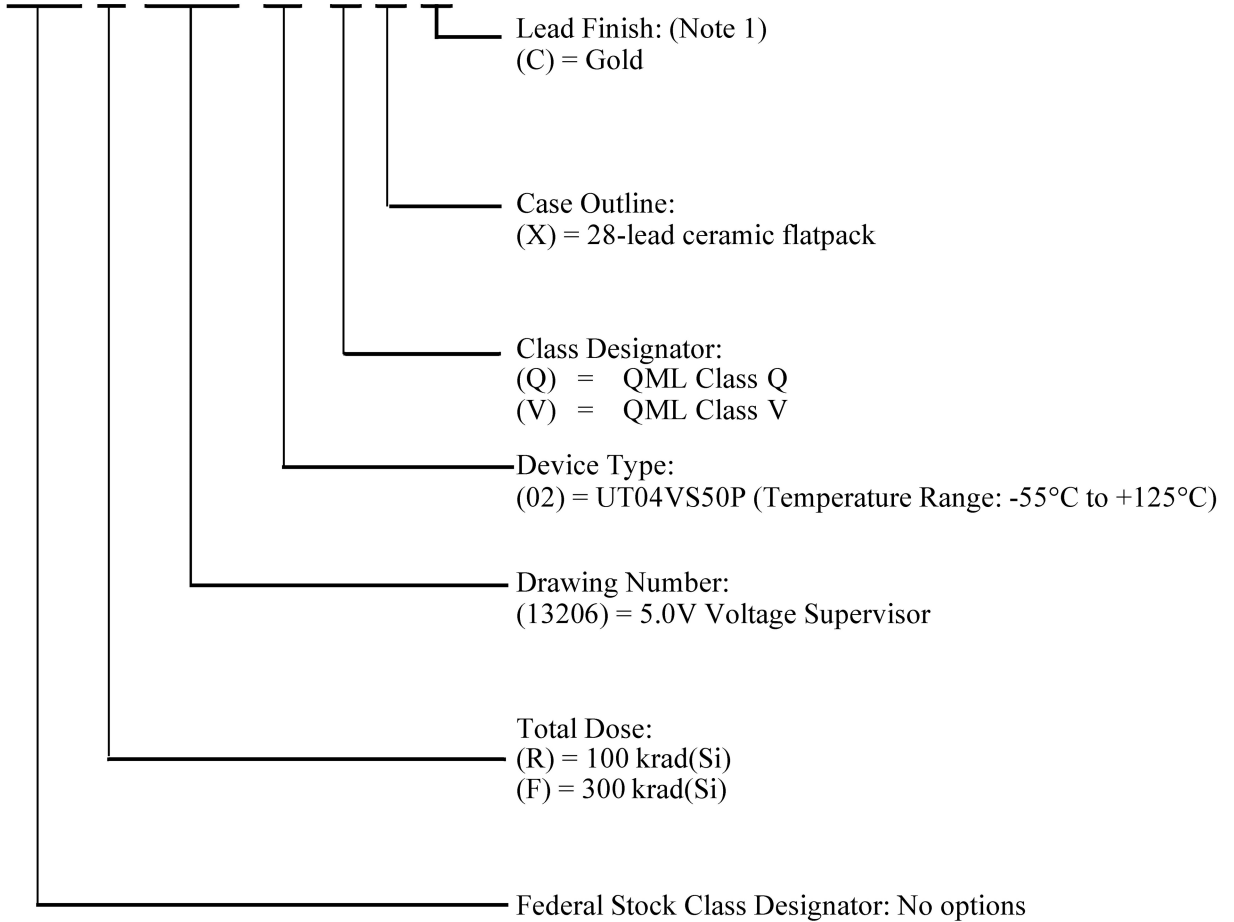 Lead Finish: (Note 1)
(C) = Gold
Case Outline:
(X) = 28-lead ceramic flatpack
Class Designator:
(Q) = QML Class Q
(V) = QML Class V
Device Type:
(02) = UT04VS50P (Temperature Range: -55°C to +125°C)
Drawing Number:
(13206) = 5.0V Voltage Supervisor
Total Dose:
(R) = 100 krad(Si)
(F) = 300 krad(Si)
Federal Stock Class Designator: No options